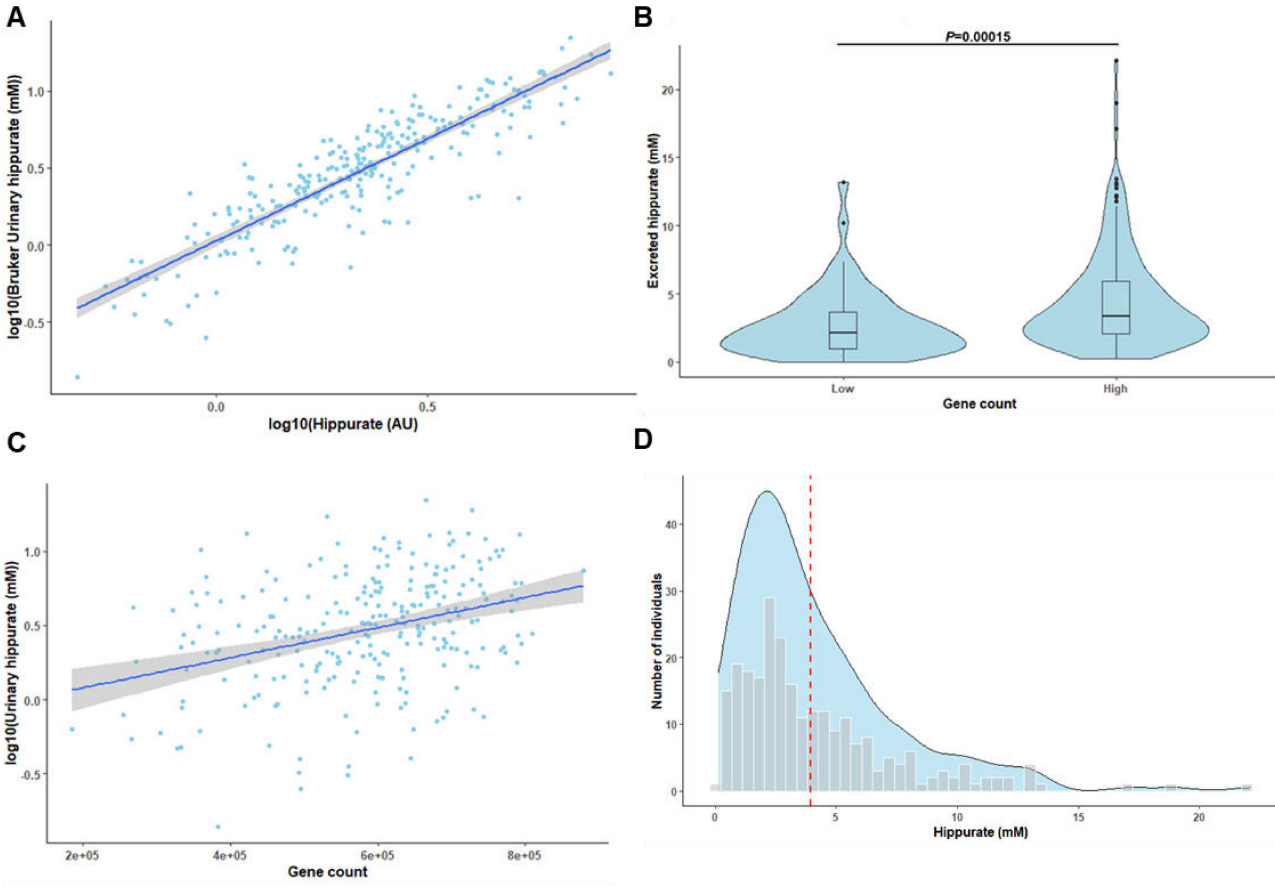 A
log10(Bruker Urinary hippurate (mM))
1.0
0.5
0.0
-0.5
0.0 0.5
log10(Hippurate (AU)
B
P=0.00015
Excreted hippurate (mM)
20
15
10
5
0
Low High
Gene count
C
log10(Urinary hippurate (mM))
1.0
0.5
0.0
-0.5
2e+05 4e+05 6e+05 8e+05
Gene count
D
Number of individuals
40
30
20
10
0
0 5 10 15 20
Hippurate (mM)